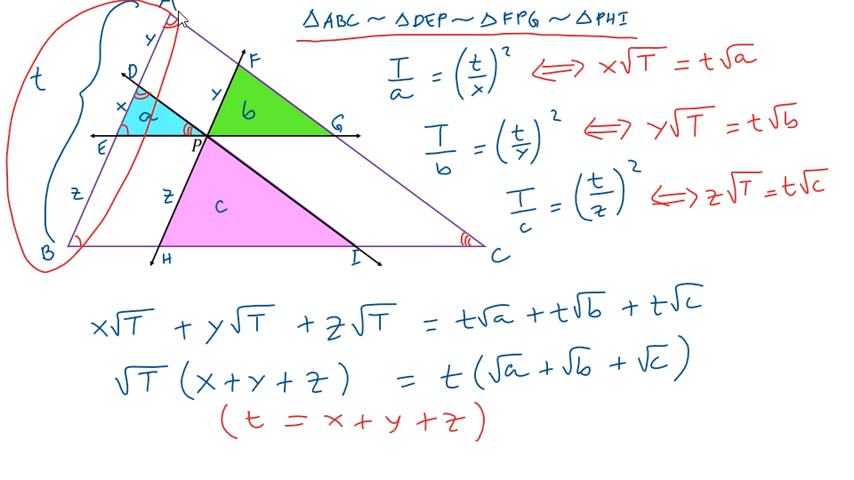 △ABC ~ △DEP ~ △FPG ~ △PHI
T/a = (t/x)² ⟺ x√T = t√a
T/b = (t/y)² ⟺ y√T = t√b
T/c = (t/z)² ⟺ z√T = t√c
A
y
t
D
F
x
a
y
b
E
P
G
z
z
c
B
H
I
C
x√T + y√T + z√T = t√a + t√b + t√c
√T (x + y + z) = t(√a + √b + √c)
(t = x + y + z)